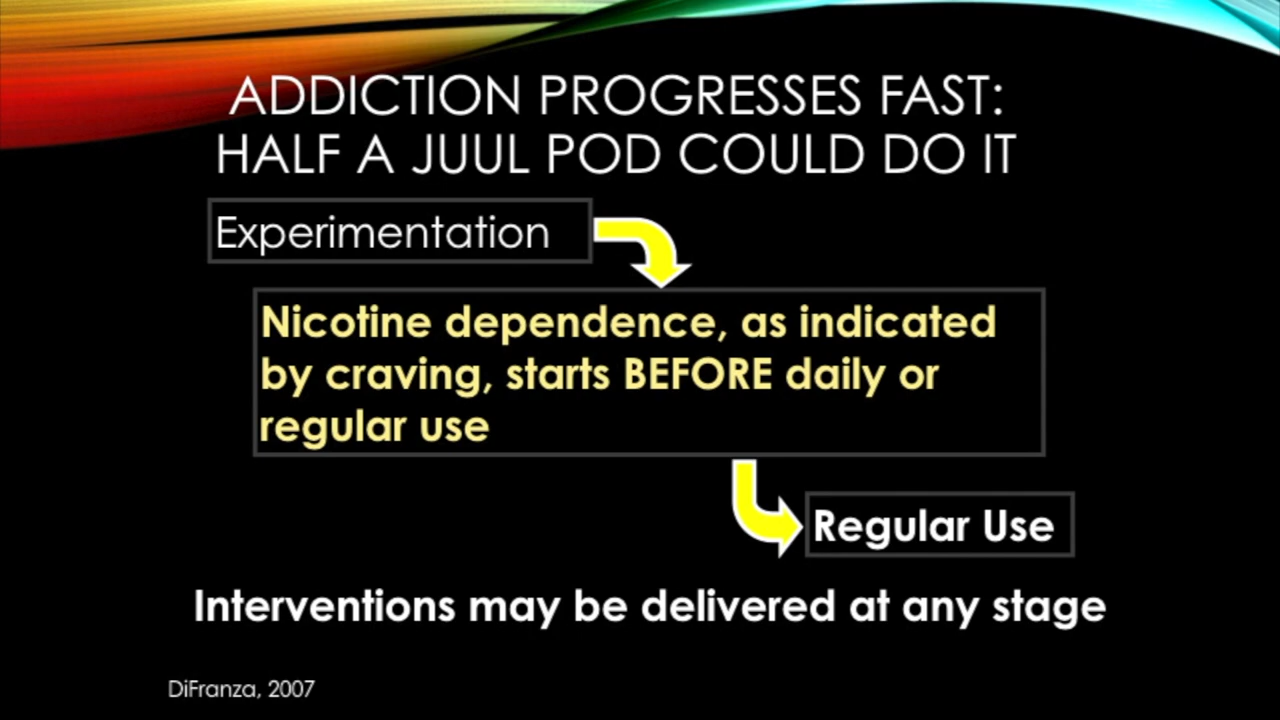 ADDICTION PROGRESSES FAST:
HALF A JUUL POD COULD DO IT
Experimentation
Nicotine dependence, as indicated
by craving, starts BEFORE daily or
regular use
Regular Use
Interventions may be delivered at any stage
DiFranza, 2007